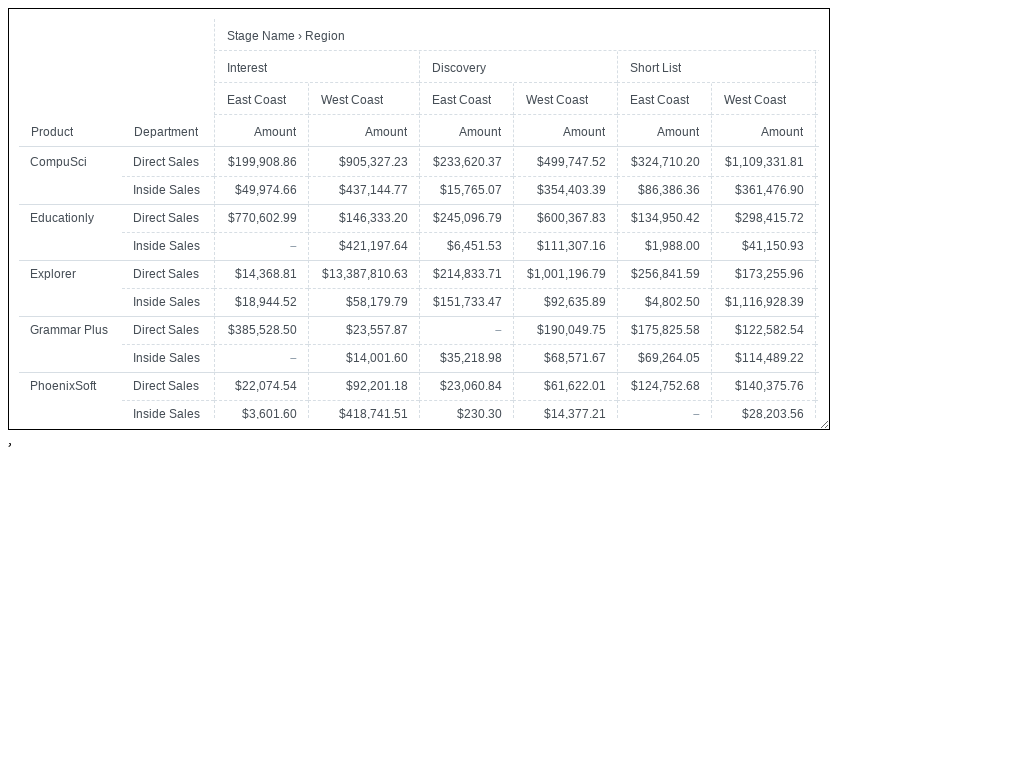 Stage Name › Region
Interest Discovery Short List
East Coast West Coast East Coast West Coast East Coast West Coast
Product Department Amount Amount Amount Amount Amount Amount
CompuSci Direct Sales $199,908.86 $905,327.23 $233,620.37 $499,747.52 $324,710.20 $1,109,331.81
Inside Sales $49,974.66 $437,144.77 $15,765.07 $354,403.39 $86,386.36 $361,476.90
Educationly Direct Sales $770,602.99 $146,333.20 $245,096.79 $600,367.83 $134,950.42 $298,415.72
Inside Sales – $421,197.64 $6,451.53 $111,307.16 $1,988.00 $41,150.93
Explorer Direct Sales $14,368.81 $13,387,810.63 $214,833.71 $1,001,196.79 $256,841.59 $173,255.96
Inside Sales $18,944.52 $58,179.79 $151,733.47 $92,635.89 $4,802.50 $1,116,928.39
Grammar Plus Direct Sales $385,528.50 $23,557.87 – $190,049.75 $175,825.58 $122,582.54
Inside Sales – $14,001.60 $35,218.98 $68,571.67 $69,264.05 $114,489.22
PhoenixSoft Direct Sales $22,074.54 $92,201.18 $23,060.84 $61,622.01 $124,752.68 $140,375.76
Inside Sales $3,601.60 $418,741.51 $230.30 $14,377.21 – $28,203.56
,